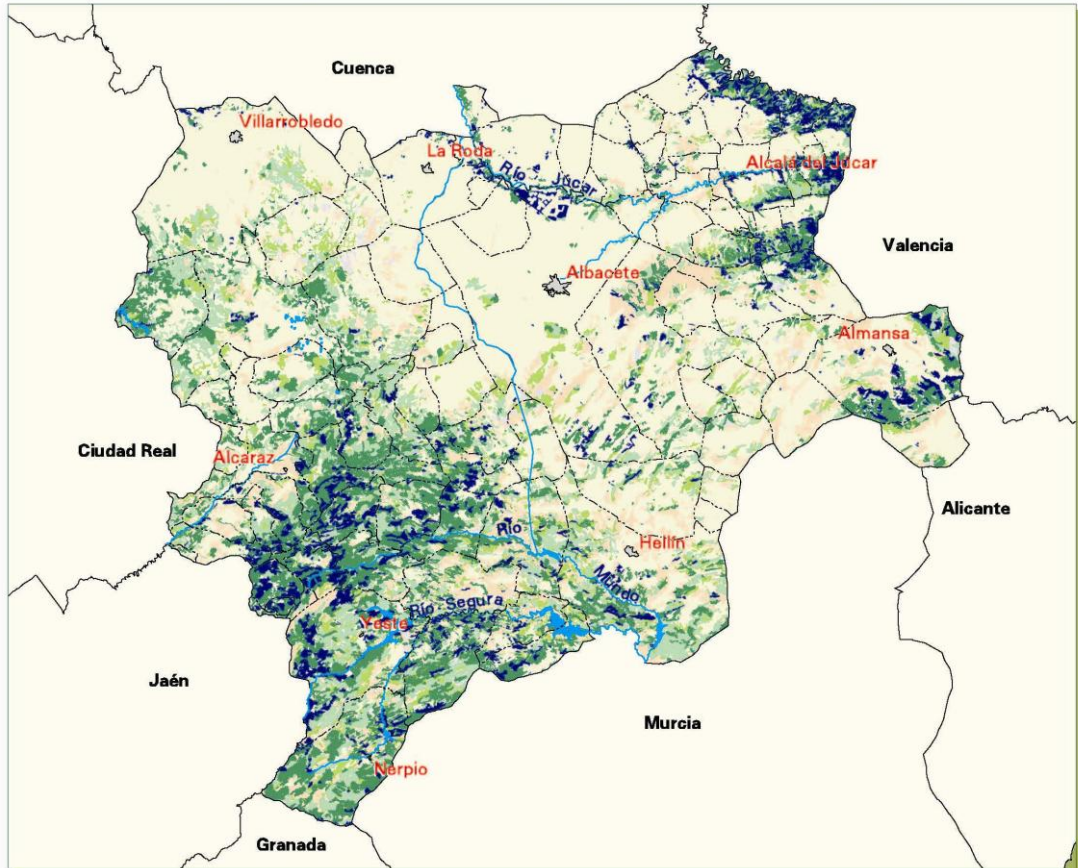 Cuenca
Villarrobledo
La Roda
Río Júcar
Alcalá del Júcar
Valencia
Albacete
Almansa
Ciudad Real
Alcaraz
Alicante
Río Mundo
Hellín
Río Segura
Yeste
Jaén
Murcia
Nerpio
Granada